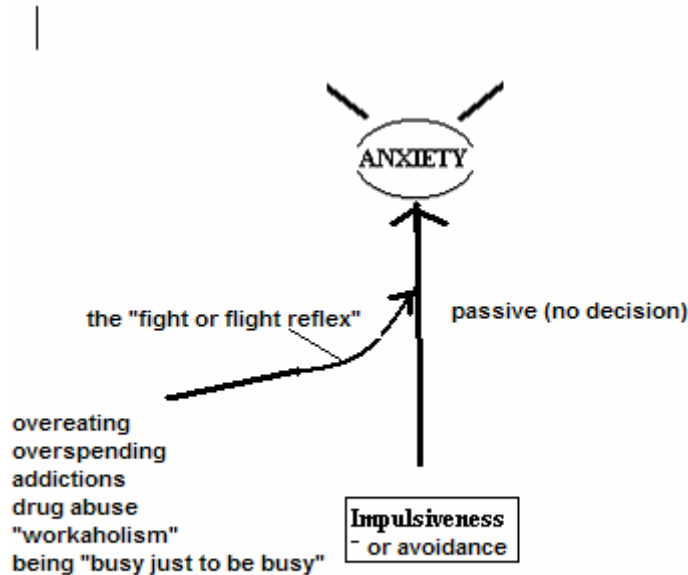 ANXIETY
the "fight or flight reflex"
passive (no decision)
overeating
overspending
addictions
drug abuse
"workaholism"
being "busy just to be busy"
Impulsiveness
- or avoidance